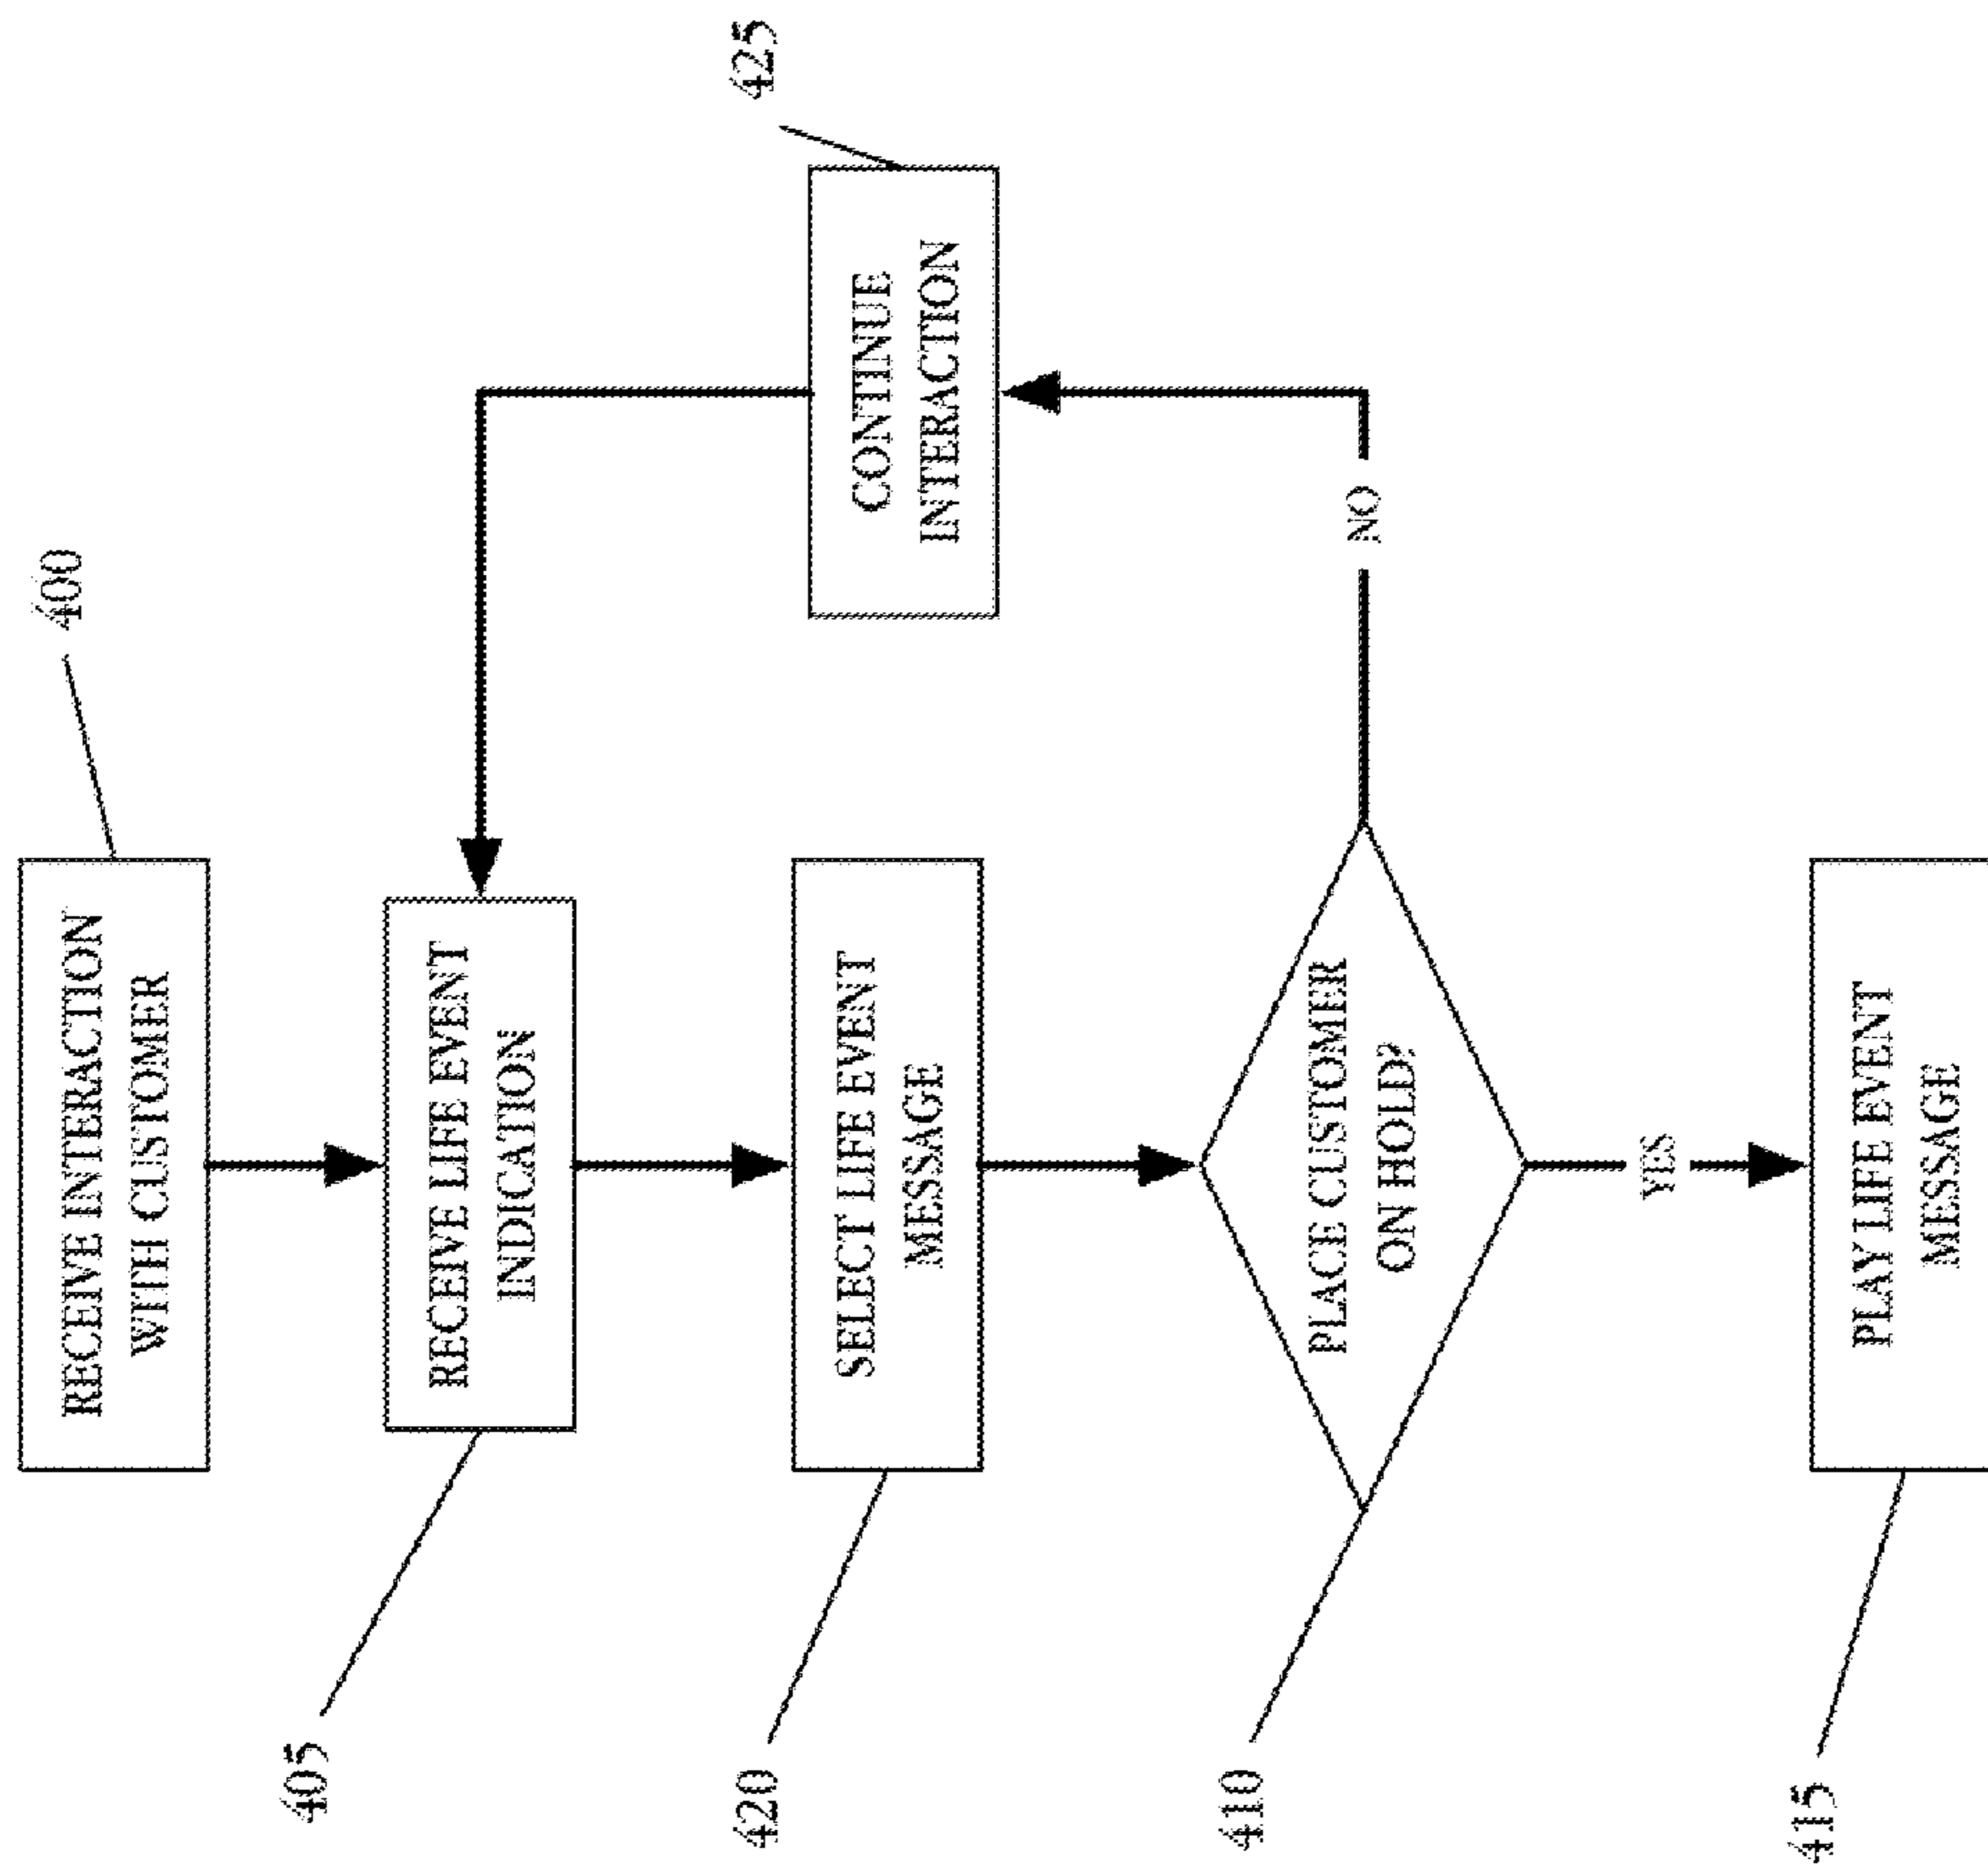 400
RECEIVE INTERACTION
WITH CUSTOMER
405
RECEIVE LIFE EVENT
INDICATION
425
CONTINUE
INTERACTION
420
SELECT LIFE EVENT
MESSAGE
410
PLACE CUSTOMER
ON HOLD?
NO
YES
415
PLAY LIFE EVENT
MESSAGE